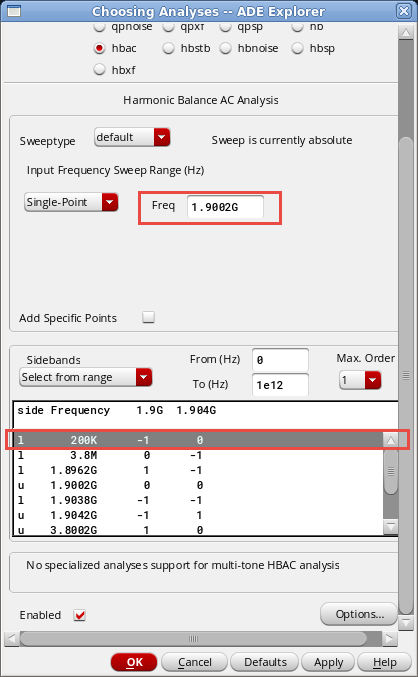 Choosing Analyses -- ADE Explorer
qpnoise qpxf qpsp hb
hbac hbstb hbnoise hbsp
hbxf
Harmonic Balance AC Analysis
Sweeptype default Sweep is currently absolute
Input Frequency Sweep Range (Hz)
Single-Point Freq 1.9002G
Add Specific Points
Sidebands From (Hz) 0 Max. Order
Select from range To (Hz) 1e12 1
side Frequency 1.9G 1.904G
l 200K -1 0
l 3.8M 0 -1
l 1.8962G 1 -1
u 1.9002G 0 0
l 1.9038G -1 -1
u 1.9042G -1 1
u 3.8002G 1 0
No specialized analyses support for multi-tone HBAC analysis
Enabled Options...
OK Cancel Defaults Apply Help